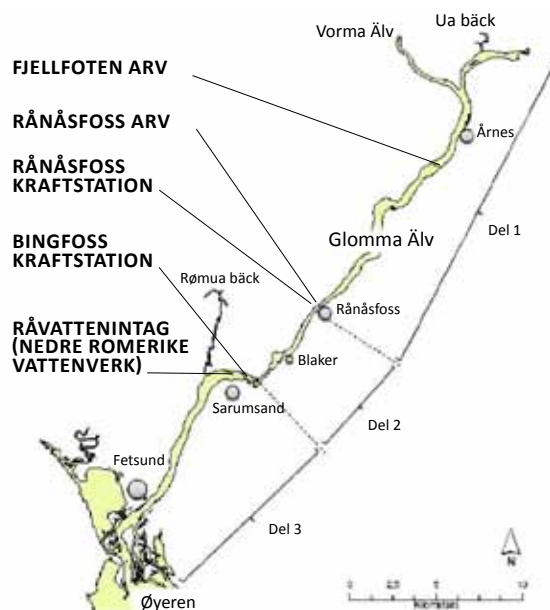 Ua bäck
Vorma Älv
FJELLFOTEN ARV
RÅNÅSFOSS ARV
Årnes
RÅNÅSFOSS
KRAFTSTATION
Glomma Älv
Del 1
BINGFOSS
KRAFTSTATION
Rømua bäck
Rånåsfoss
RÅVATTENINTAG
(NEDRE ROMERIKE
VATTENVERK)
Blaker
Sarumsand
Del 2
Fetsund
Del 3
N
Øyeren
0